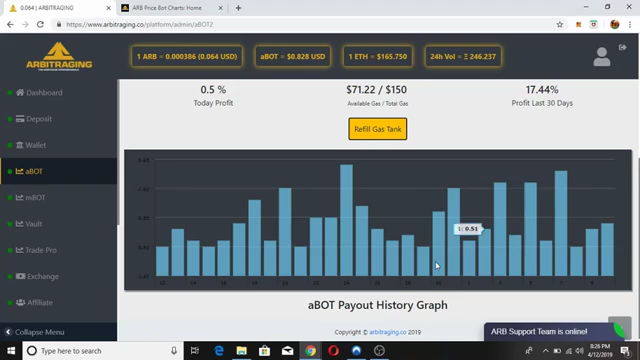 0.064 | ARBITRAGING
ARB Price Bot Charts: Home
https://www.arbitraging.co/platform/admin/aBOT2
ARBITRAGING
1 ARB = 0.000386 (0.064 USD)
aBOT = $0.828 USD
1 ETH = $165.750
24h Vol = Ξ 246.237
Dashboard
Deposit
Wallet
aBOT
mBOT
Vault
Trade Pro
Exchange
Affiliate
Collapse Menu
0.5 %
Today Profit
$71.22 / $150
Available Gas / Total Gas
17.44%
Profit Last 30 Days
Refill Gas Tank
1: 0.51
aBOT Payout History Graph
Copyright © arbitraging.co 2019
ARB Support Team is online!
Type here to search
8:26 PM
4/12/2019